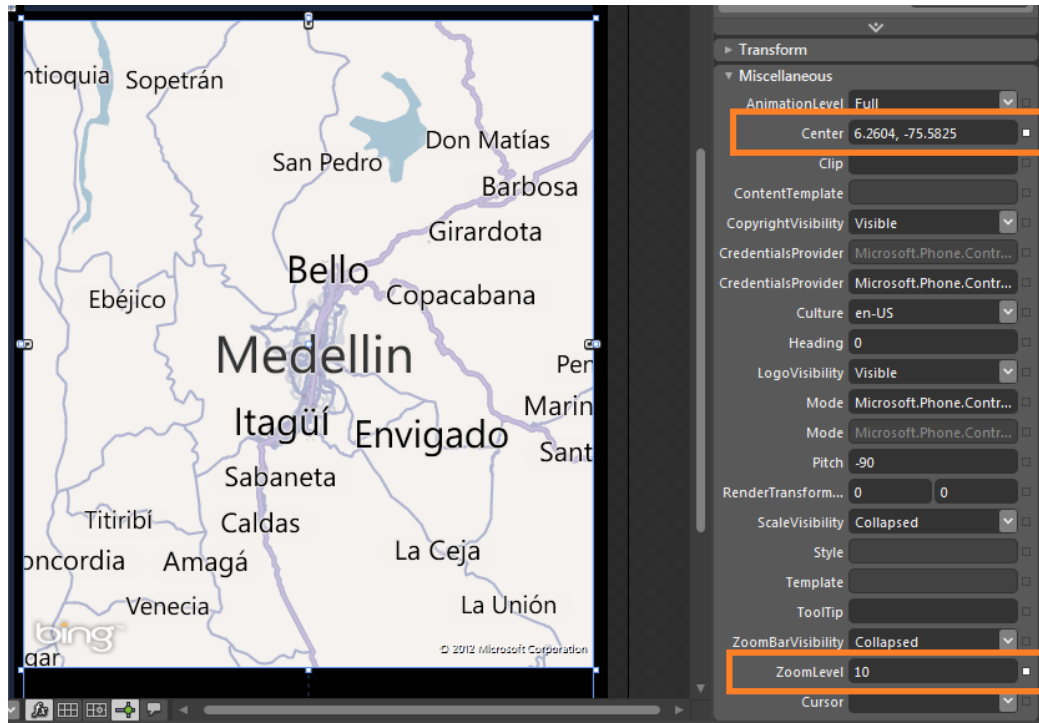 ntioquia Sopetrán
Don Matías
San Pedro
Barbosa
Girardota
Bello
Ebéjico
Copacabana
Medellin
Pen
Marin
Itagüí
Envigado
Sant
Sabaneta
Titiribí
Caldas
La Ceja
oncordia
Amagá
Venecia
La Unión
bing™
gar
© 2012 Microsoft Corporation
fx
Transform
Miscellaneous
AnimationLevel Full
Center 6.2604, -75.5825
Clip
ContentTemplate
CopyrightVisibility Visible
CredentialsProvider Microsoft.Phone.Contr...
CredentialsProvider Microsoft.Phone.Contr...
Culture en-US
Heading 0
LogoVisibility Visible
Mode Microsoft.Phone.Contr...
Mode Microsoft.Phone.Contr...
Pitch -90
RenderTransform... 0 0
ScaleVisibility Collapsed
Style
Template
ToolTip
ZoomBarVisibility Collapsed
ZoomLevel 10
Cursor